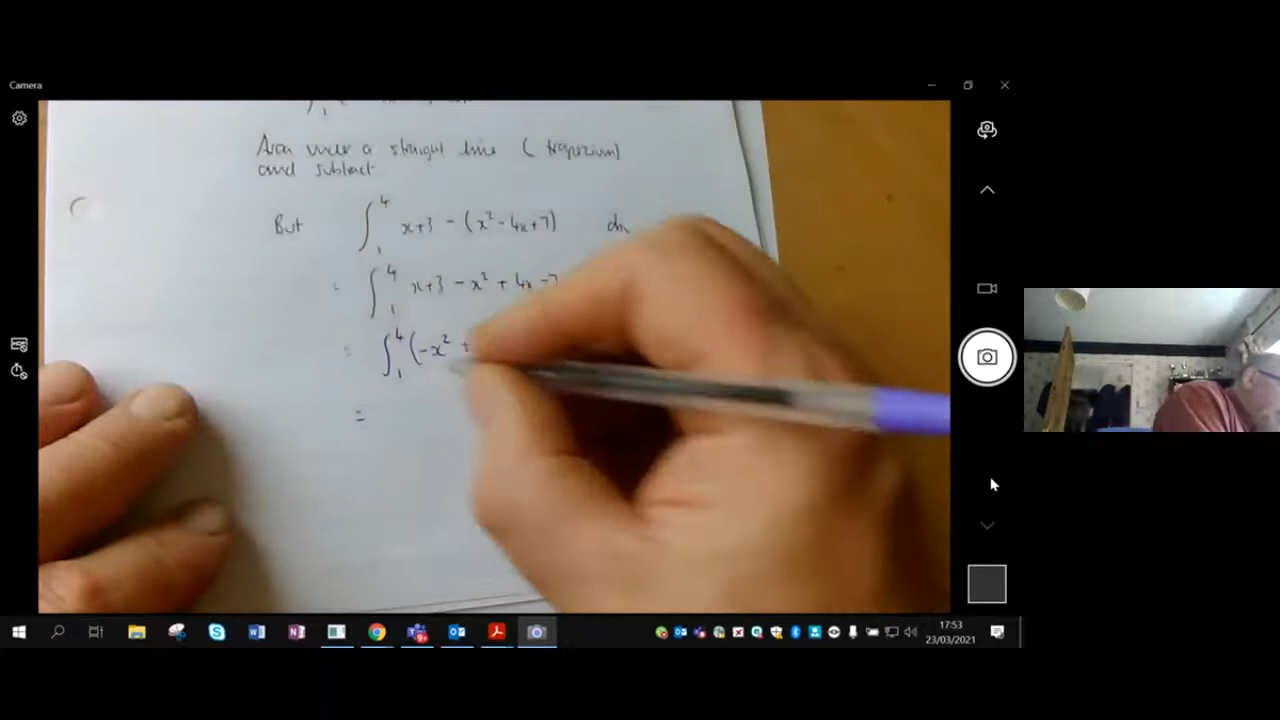 Camera
Area under a straight line (trapezium)
and subtract
But ∫₁⁴ x+3 - (x² - 4x + 7) dx
= ∫₁⁴ x+3 - x² + 4x - 7
= ∫₁⁴ (-x² +
=
17:53
23/03/2021